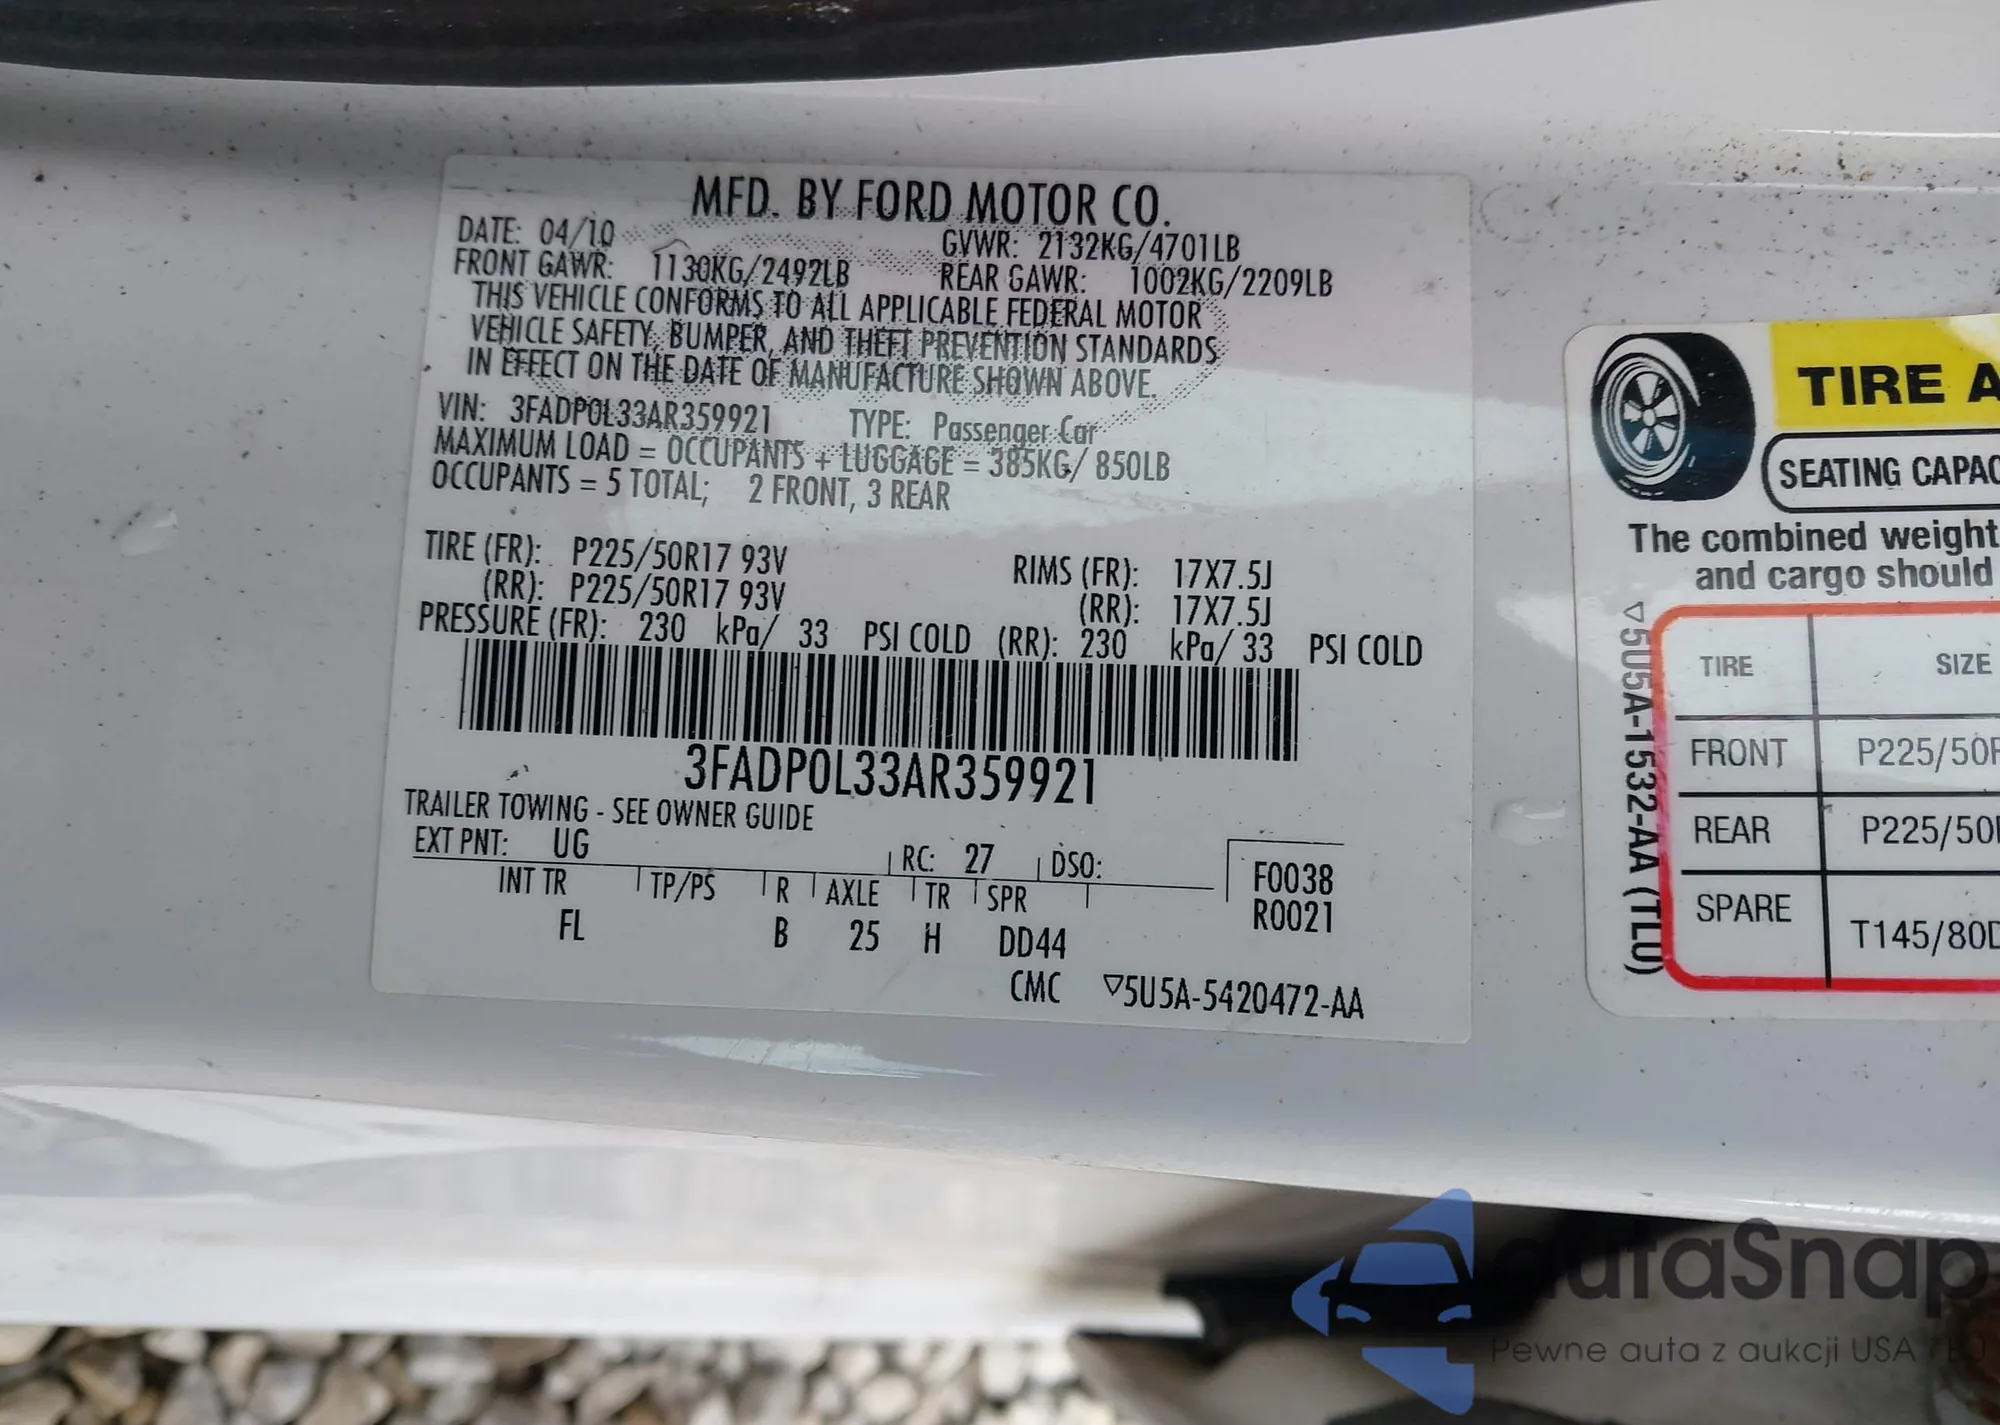 MFD. BY FORD MOTOR CO.
DATE: 04/10 GVWR: 2132KG/4701LB
FRONT GAWR: 1130KG/2492LB REAR GAWR: 1002KG/2209LB
THIS VEHICLE CONFORMS TO ALL APPLICABLE FEDERAL MOTOR
VEHICLE SAFETY, BUMPER, AND THEFT PREVENTION STANDARDS
IN EFFECT ON THE DATE OF MANUFACTURE SHOWN ABOVE.
VIN: 3FADP0L33AR359921 TYPE: Passenger Car
MAXIMUM LOAD = OCCUPANTS + LUGGAGE = 385KG/ 850LB
OCCUPANTS = 5 TOTAL; 2 FRONT, 3 REAR
TIRE (FR): P225/50R17 93V RIMS (FR): 17X7.5J
(RR): P225/50R17 93V (RR): 17X7.5J
PRESSURE (FR): 230 kPa/ 33 PSI COLD (RR): 230 kPa/ 33 PSI COLD
3FADP0L33AR359921
TRAILER TOWING - SEE OWNER GUIDE
EXT PNT: UG RC: 27 DSO: F0038
INT TR TP/PS R AXLE TR SPR R0021
FL B 25 H DD44
CMC ▽5U5A-5420472-AA
TIRE A
SEATING CAPAC
The combined weight
and cargo should
▽5U5A-1532-AA (TLU)
TIRE SIZE
FRONT P225/50R
REAR P225/50
SPARE T145/80D
autaSnap
Pewne auta z aukcji USA / EU